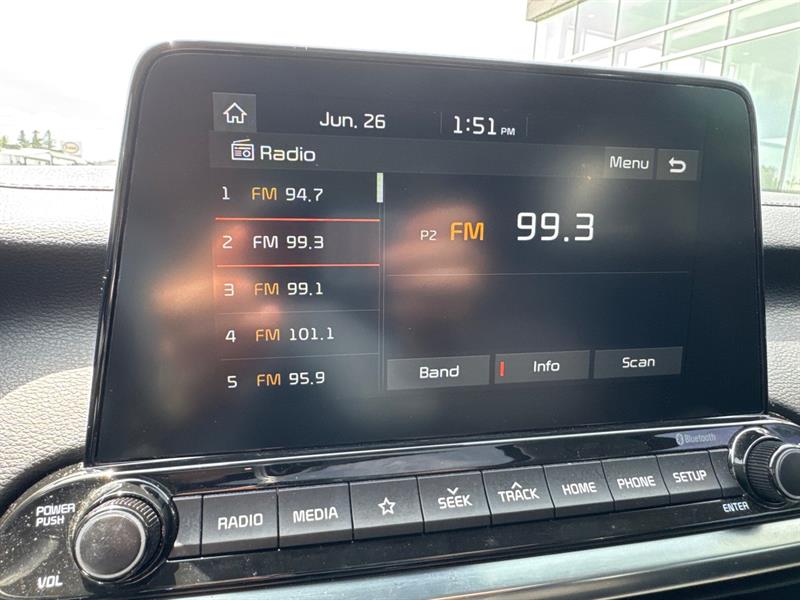 Jun. 26 1:51 PM
Radio Menu
1 FM 94.7
2 FM 99.3
3 FM 99.1
4 FM 101.1
5 FM 95.9
P2 FM 99.3
Band Info Scan
Bluetooth
POWER
PUSH
VOL
RADIO MEDIA SEEK TRACK HOME PHONE SETUP
ENTER